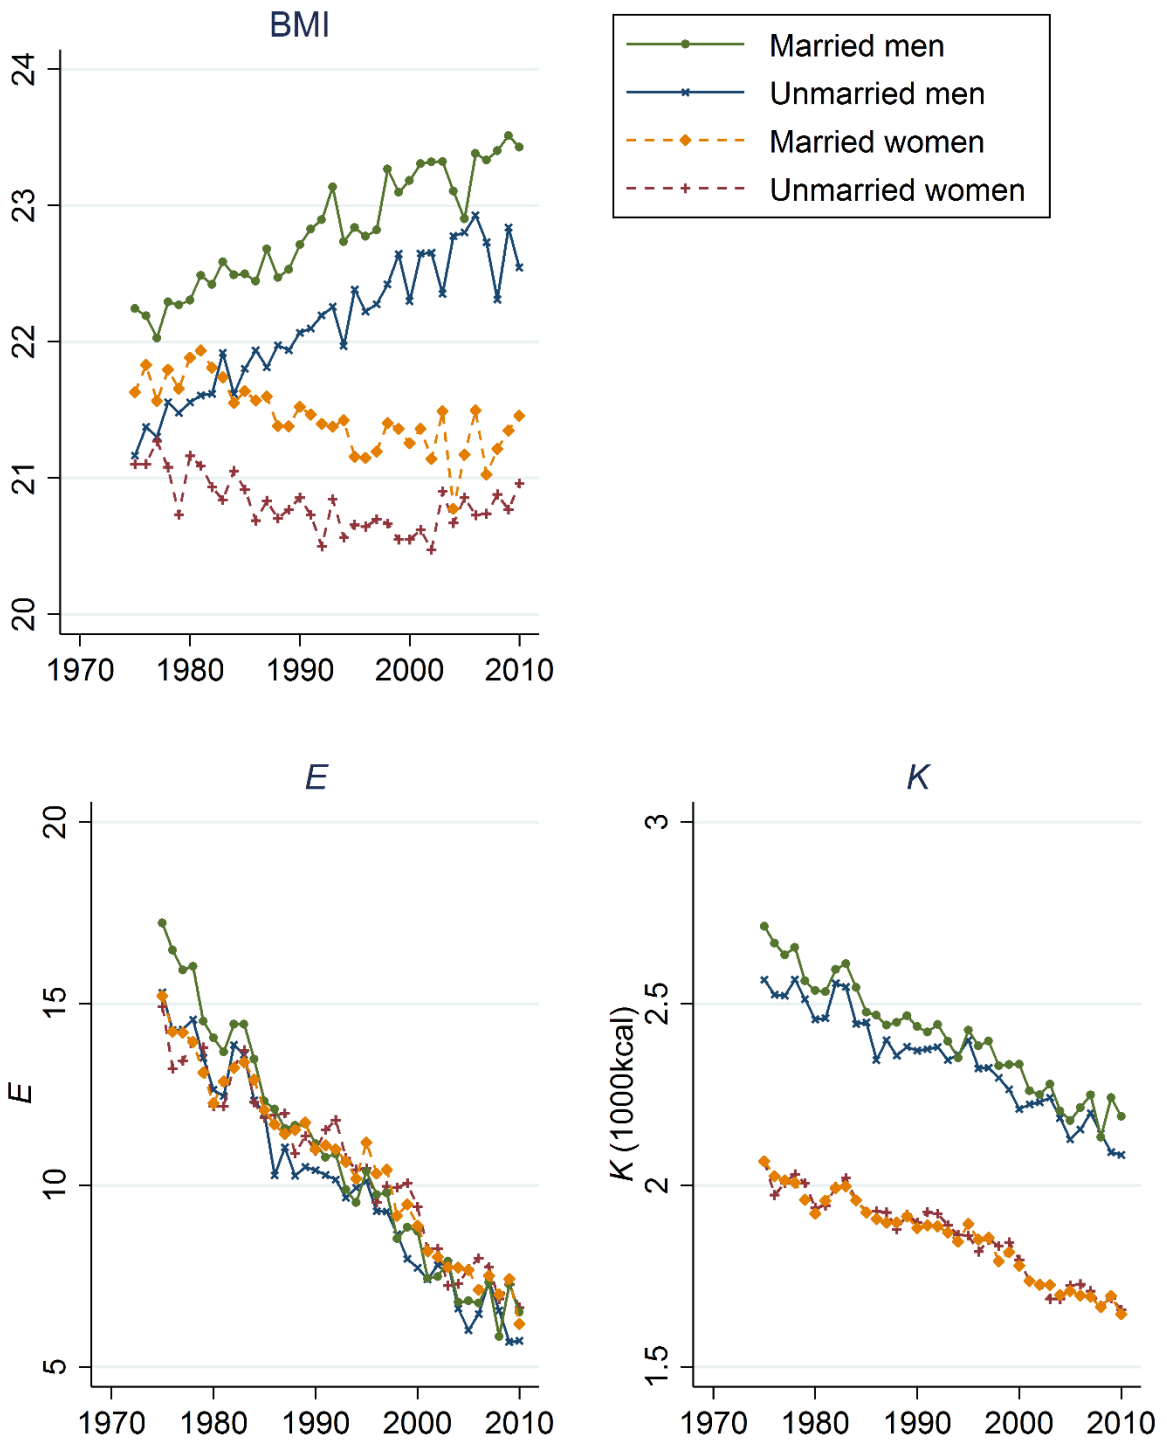 BMI
Married men
Unmarried men
Married women
Unmarried women
24
23
22
21
20
1970 1980 1990 2000 2010
E
E
20
15
10
5
1970 1980 1990 2000 2010
K
K (1000kcal)
3
2.5
2
1.5
1970 1980 1990 2000 2010